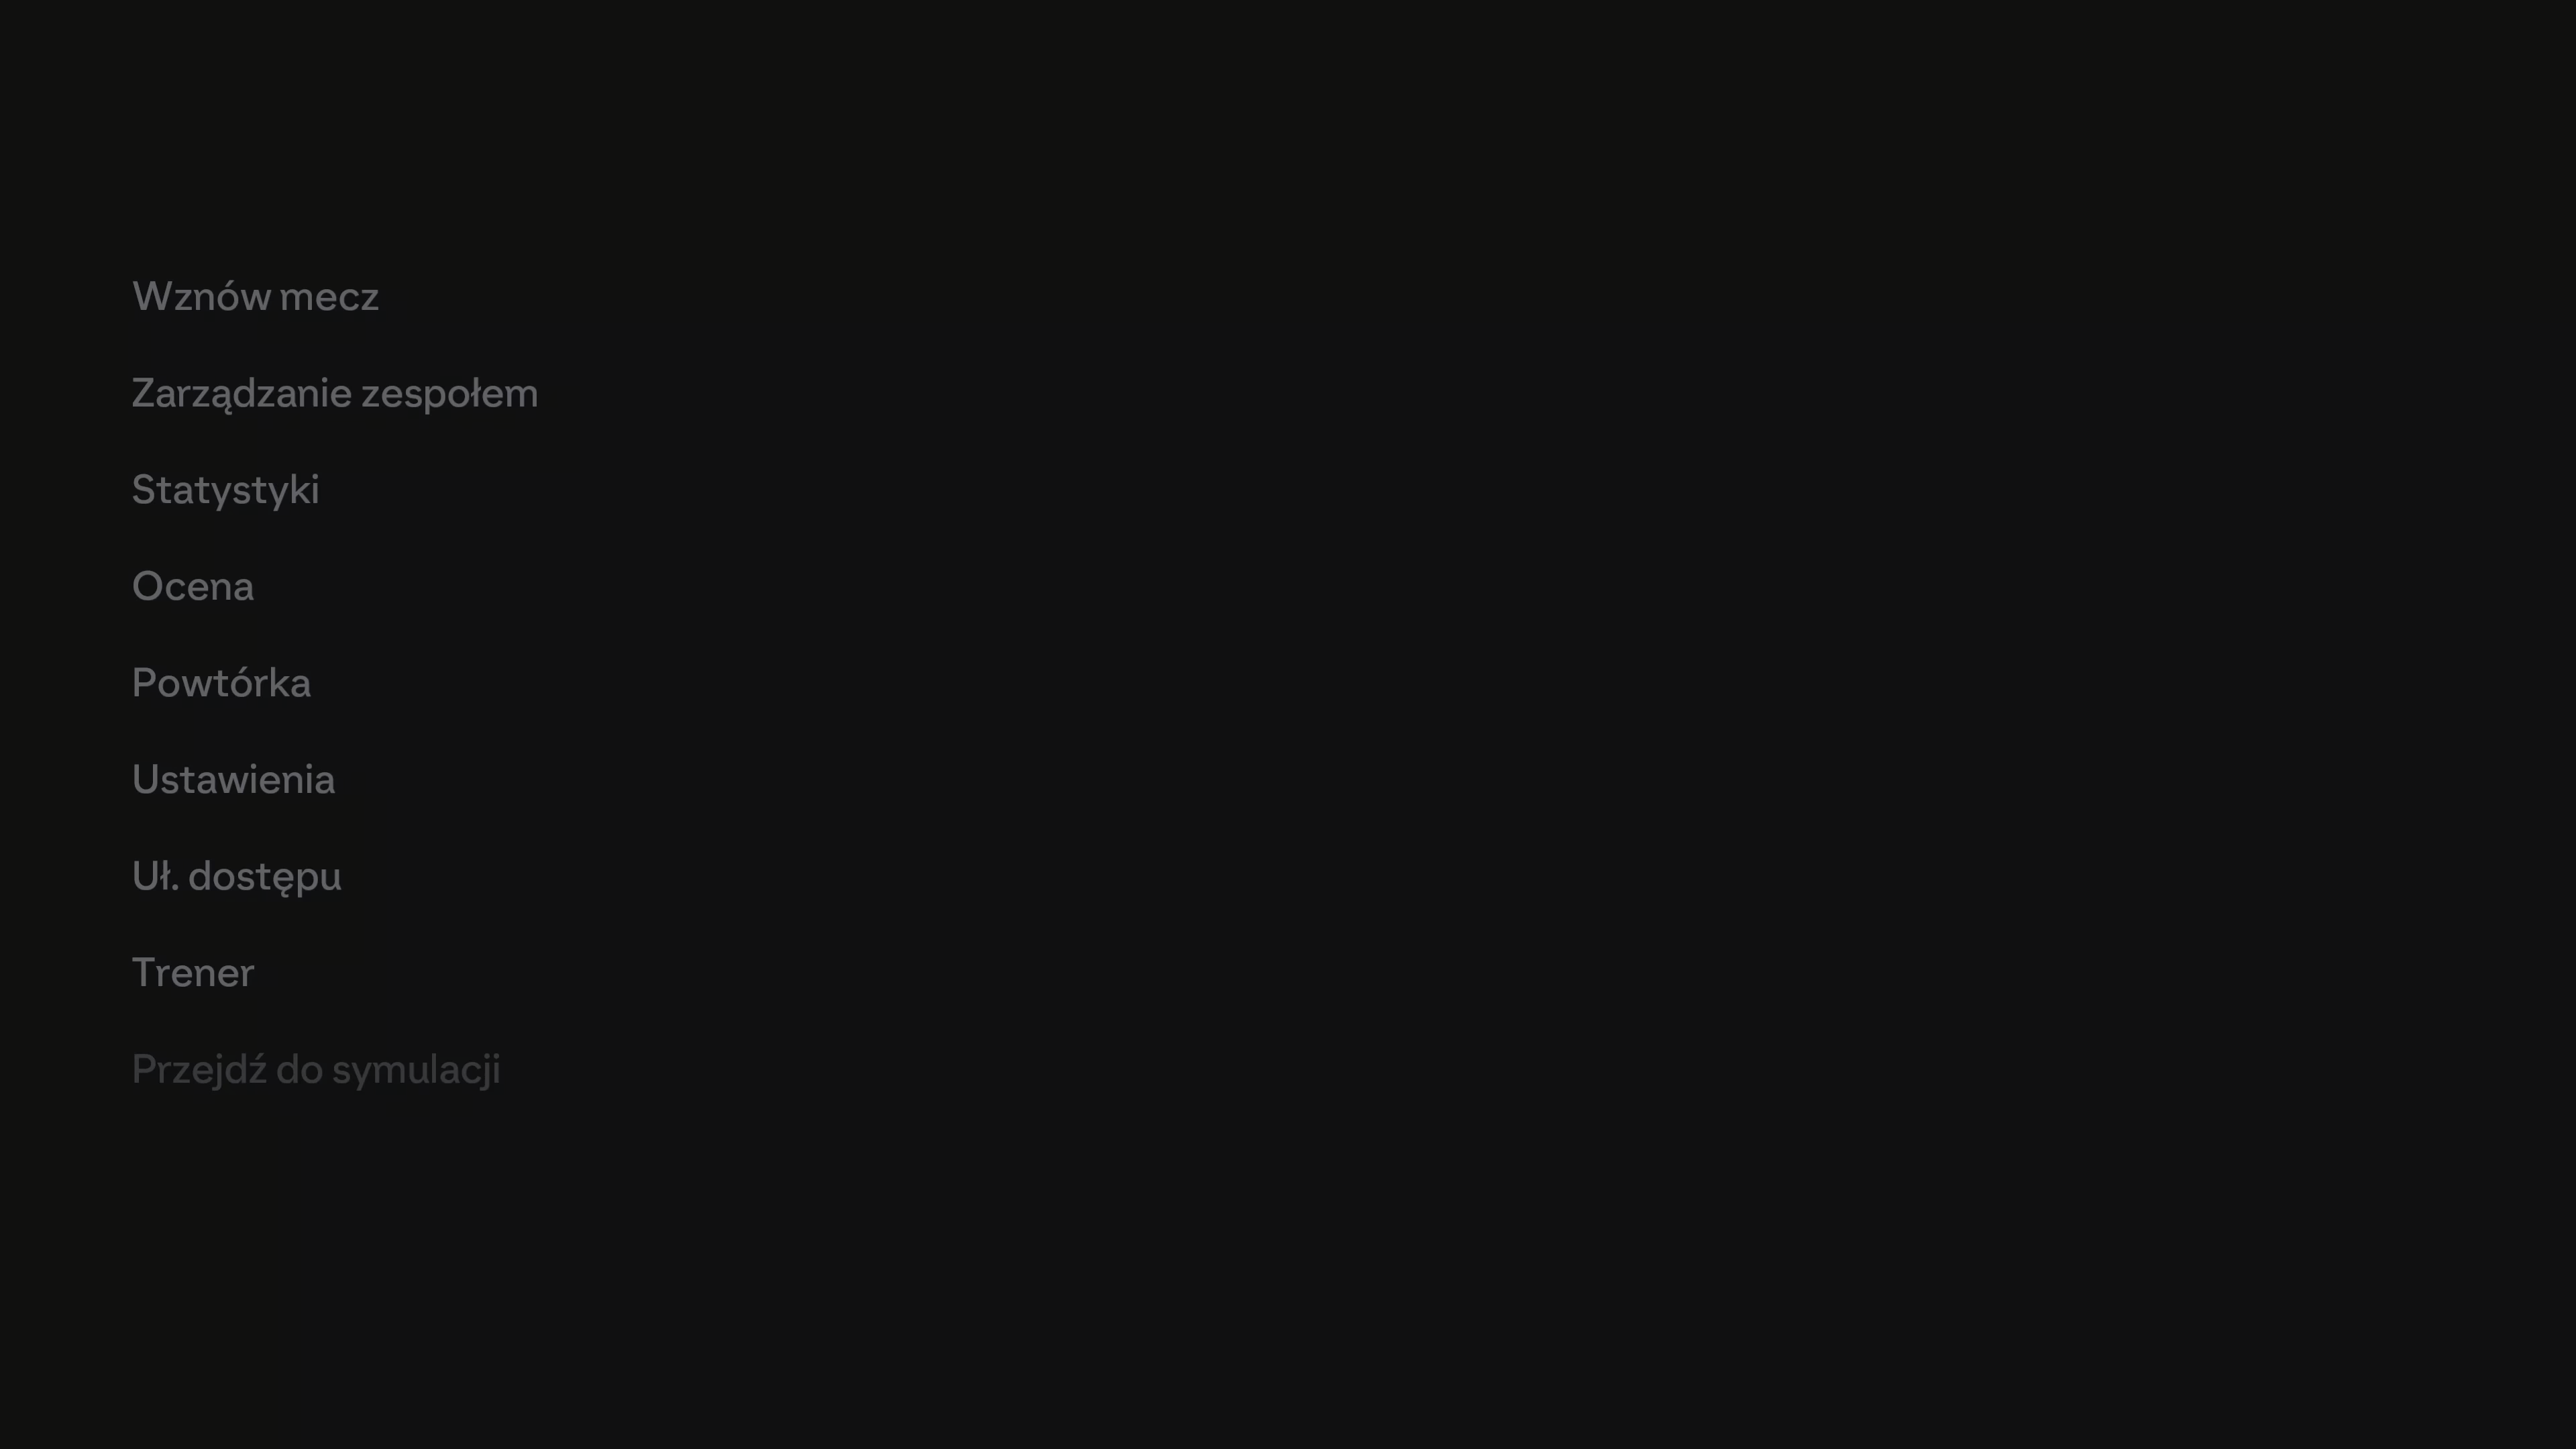 Wznów mecz
Zarządzanie zespołem
Statystyki
Ocena
Powtórka
Ustawienia
Uł. dostępu
Trener
Przejdź do symulacji